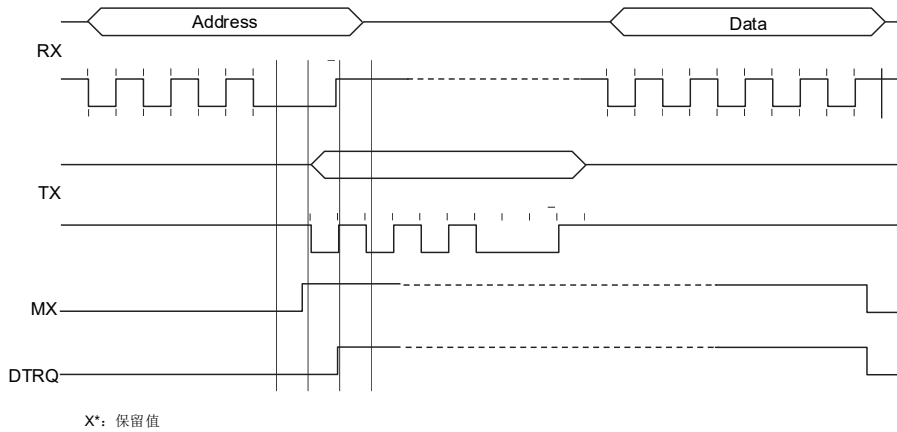 Address
Data
RX
TX
MX
DTRQ
X*：保留值